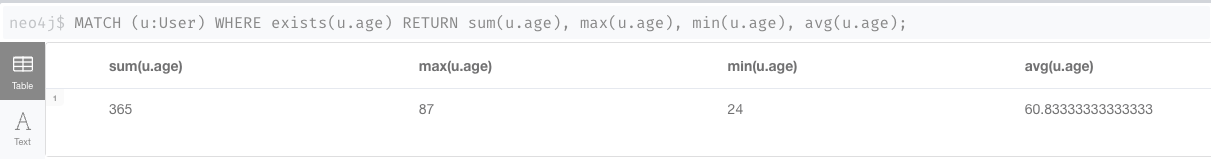 neo4j$ MATCH (u:User) WHERE exists(u.age) RETURN sum(u.age), max(u.age), min(u.age), avg(u.age);
sum(u.age) max(u.age) min(u.age) avg(u.age)
Table
1
365 87 24 60.83333333333333
A
Text